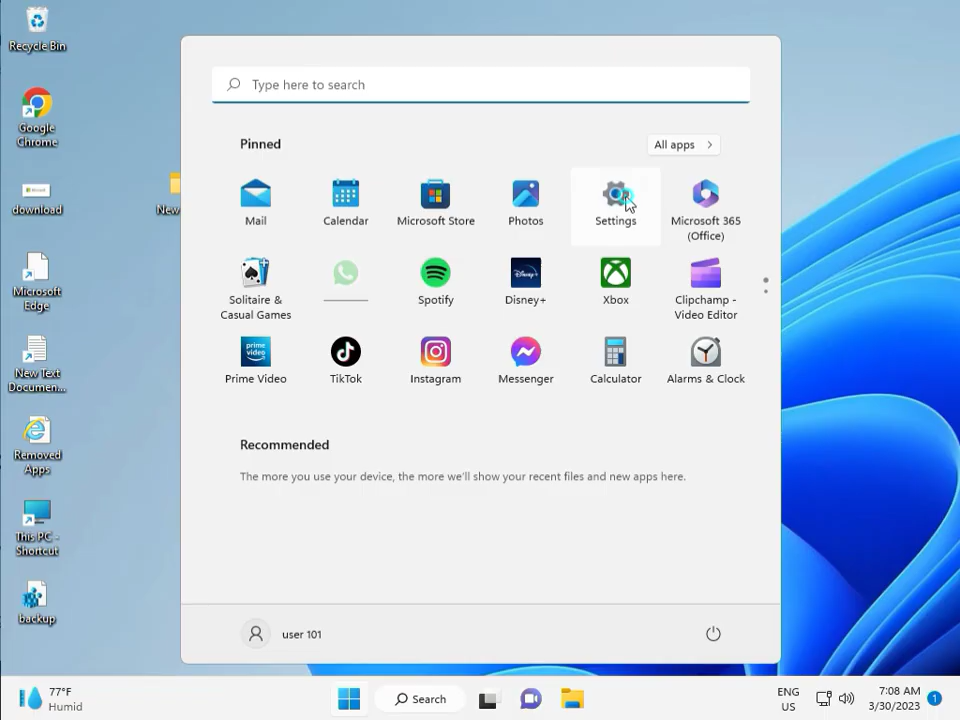 Recycle Bin
Google
Chrome
download
Microsoft
Edge
New Text
Documen...
Removed
Apps
This PC -
Shortcut
backup
New
Type here to search
Pinned
All apps
Mail
Calendar
Microsoft Store
Photos
Settings
Microsoft 365
(Office)
Solitaire &
Casual Games
Spotify
Disney+
Xbox
Clipchamp -
Video Editor
prime
video
Prime Video
TikTok
Instagram
Messenger
Calculator
Alarms & Clock
Recommended
The more you use your device, the more we'll show your recent files and new apps here.
user 101
77°F
Humid
Search
ENG
US
7:08 AM
3/30/2023
1